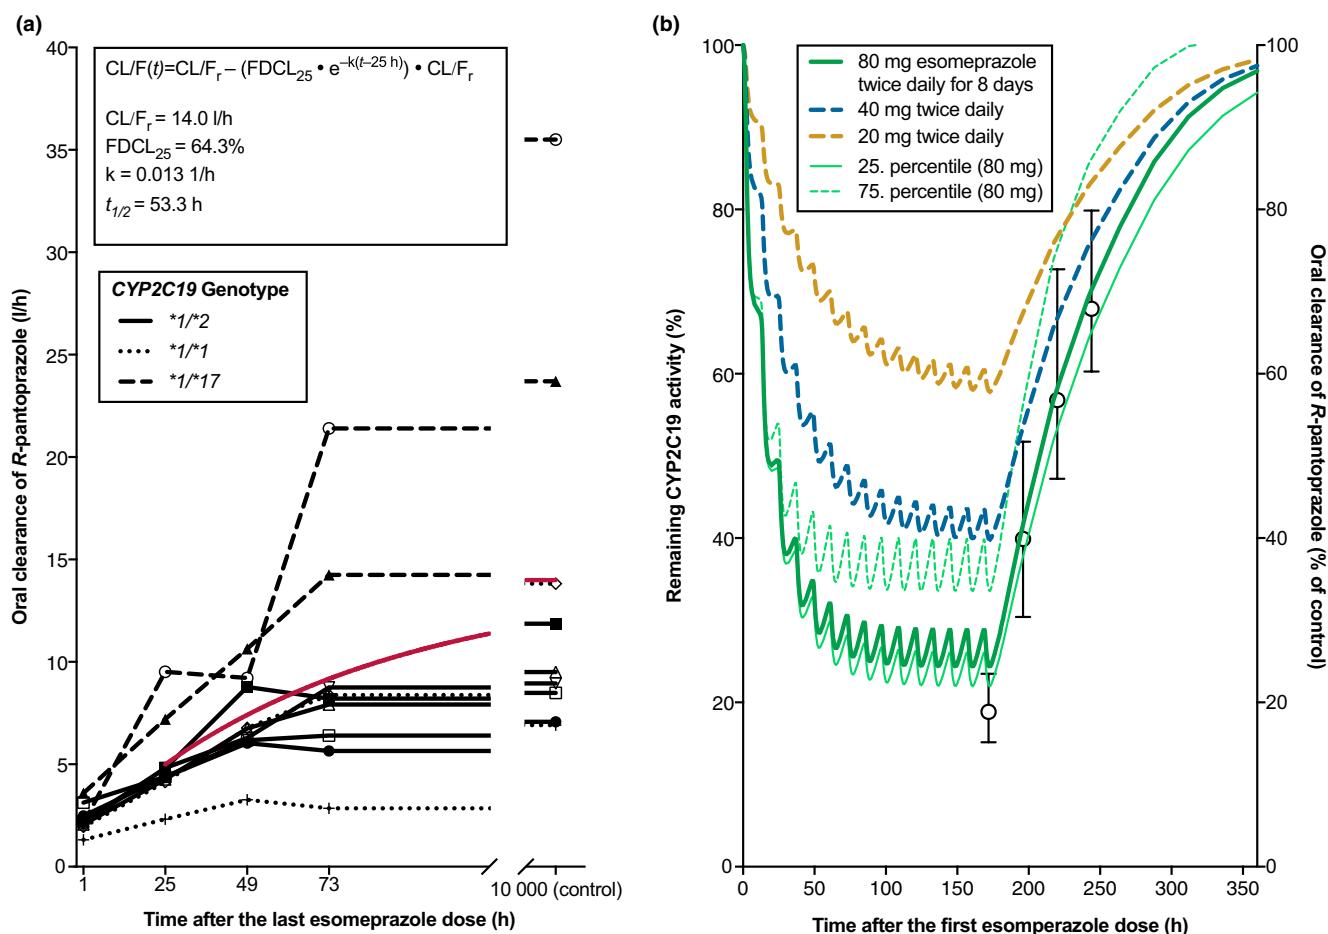 (a)
40
35
30
25
20
15
10
5
0
Oral clearance of R-pantoprazole (l/h)
CL/F(t)=CL/Fr – (FDCL25 • e–k(t–25 h)) • CL/Fr
CL/Fr = 14.0 l/h
FDCL25 = 64.3%
k = 0.013 1/h
t1/2 = 53.3 h
CYP2C19 Genotype
*1/*2
*1/*1
*1/*17
1
25
49
73
10 000 (control)
Time after the last esomeprazole dose (h)
(b)
100
80
60
40
20
0
Remaining CYP2C19 activity (%)
80 mg esomeprazole
twice daily for 8 days
40 mg twice daily
20 mg twice daily
25. percentile (80 mg)
75. percentile (80 mg)
100
80
60
40
20
0
Oral clearance of R-pantoprazole (% of control)
0
50
100
150
200
250
300
350
Time after the first esomperazole dose (h)